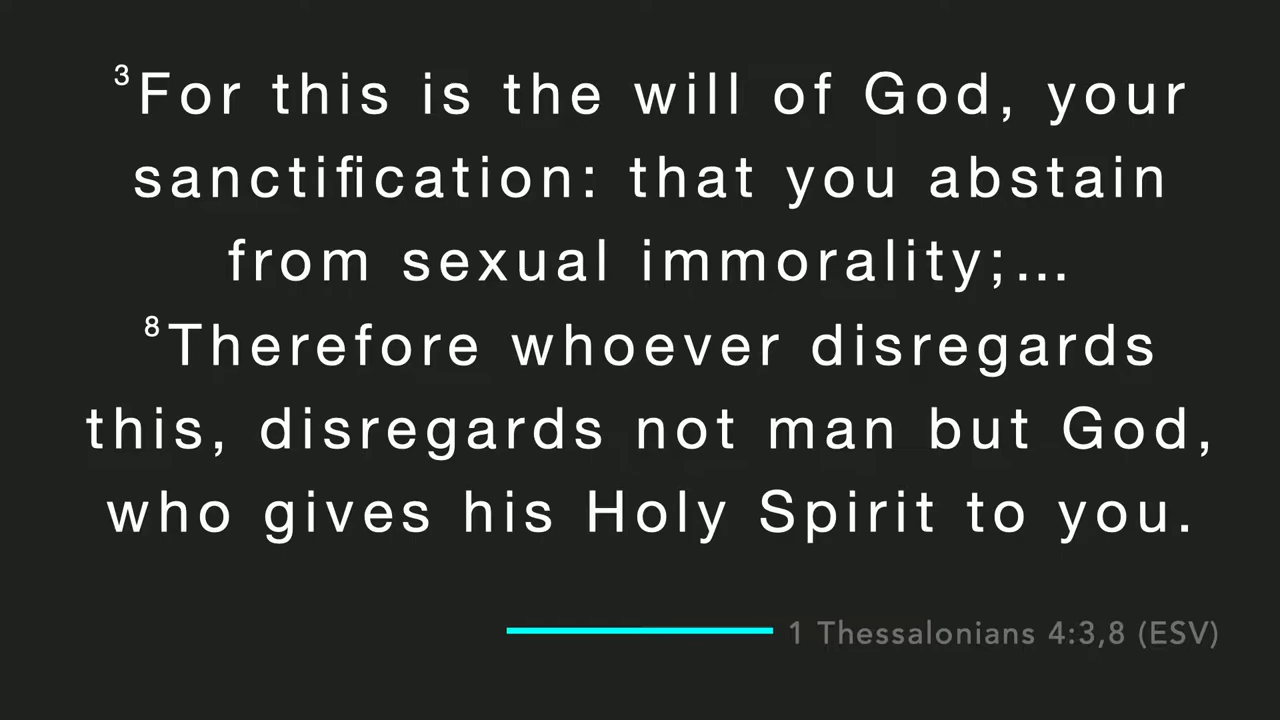 ³For this is the will of God, your
sanctification: that you abstain
from sexual immorality;...
⁸Therefore whoever disregards
this, disregards not man but God,
who gives his Holy Spirit to you.
1 Thessalonians 4:3,8 (ESV)